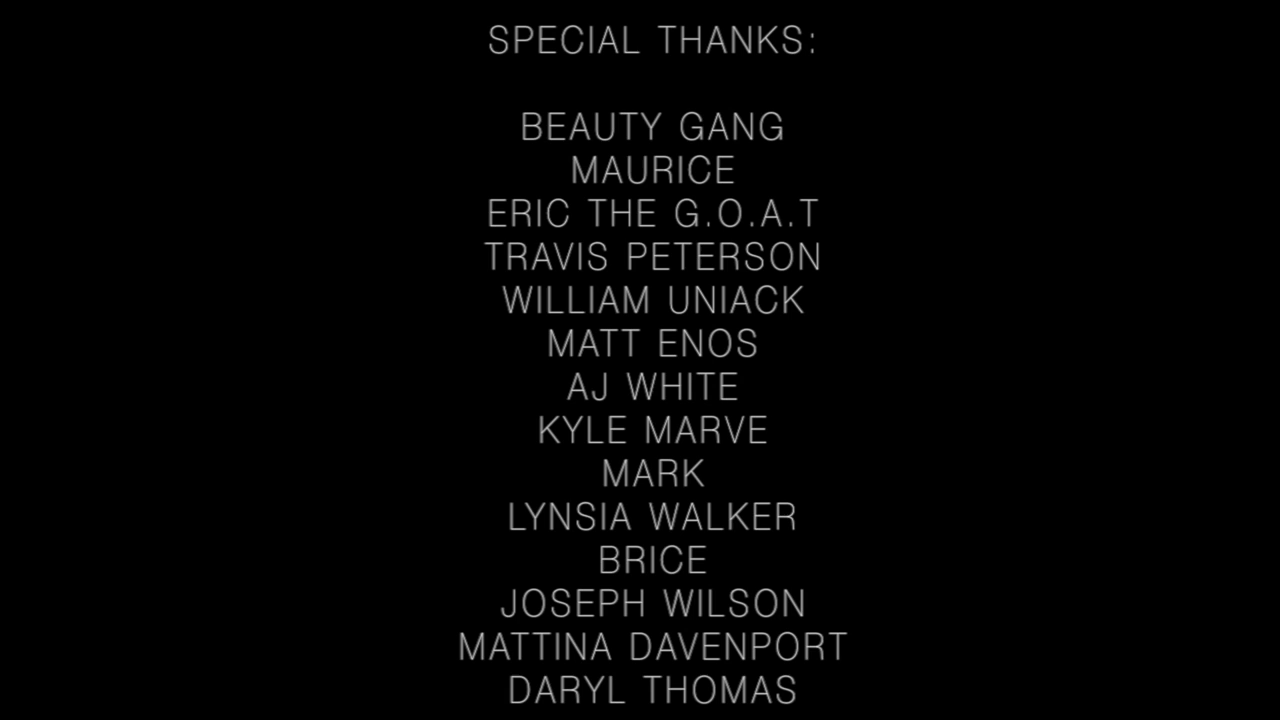 SPECIAL THANKS:
BEAUTY GANG
MAURICE
ERIC THE G.O.A.T
TRAVIS PETERSON
WILLIAM UNIACK
MATT ENOS
AJ WHITE
KYLE MARVE
MARK
LYNSIA WALKER
BRICE
JOSEPH WILSON
MATTINA DAVENPORT
DARYL THOMAS